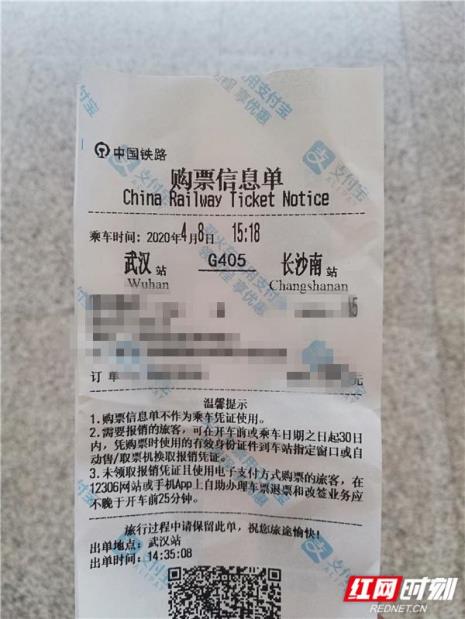 中国铁路
购票信息单
China Railway Ticket Notice
乘车时间：2020年4月8日 15:18
武汉站 G405 长沙南站
Wuhan Changshanan
订单
元
温馨提示
1.购票信息单不作为乘车凭证使用。
2.需要报销的旅客，可在开车前或乘车日期之日起30日
内，凭购票时使用的有效身份证件到车站指定窗口或自
动售/取票机换取报销凭证。
3.未领取报销凭证且使用电子支付方式购票的旅客，在
12306网站或手机App上自助办理车票退票和改签业务应
不晚于开车前25分钟。
旅行过程中请保留此单，祝您旅途愉快！
出单地点：武汉站
出单时间：14:35:08
支付宝
享优惠
红网时刻
REDNET.CN